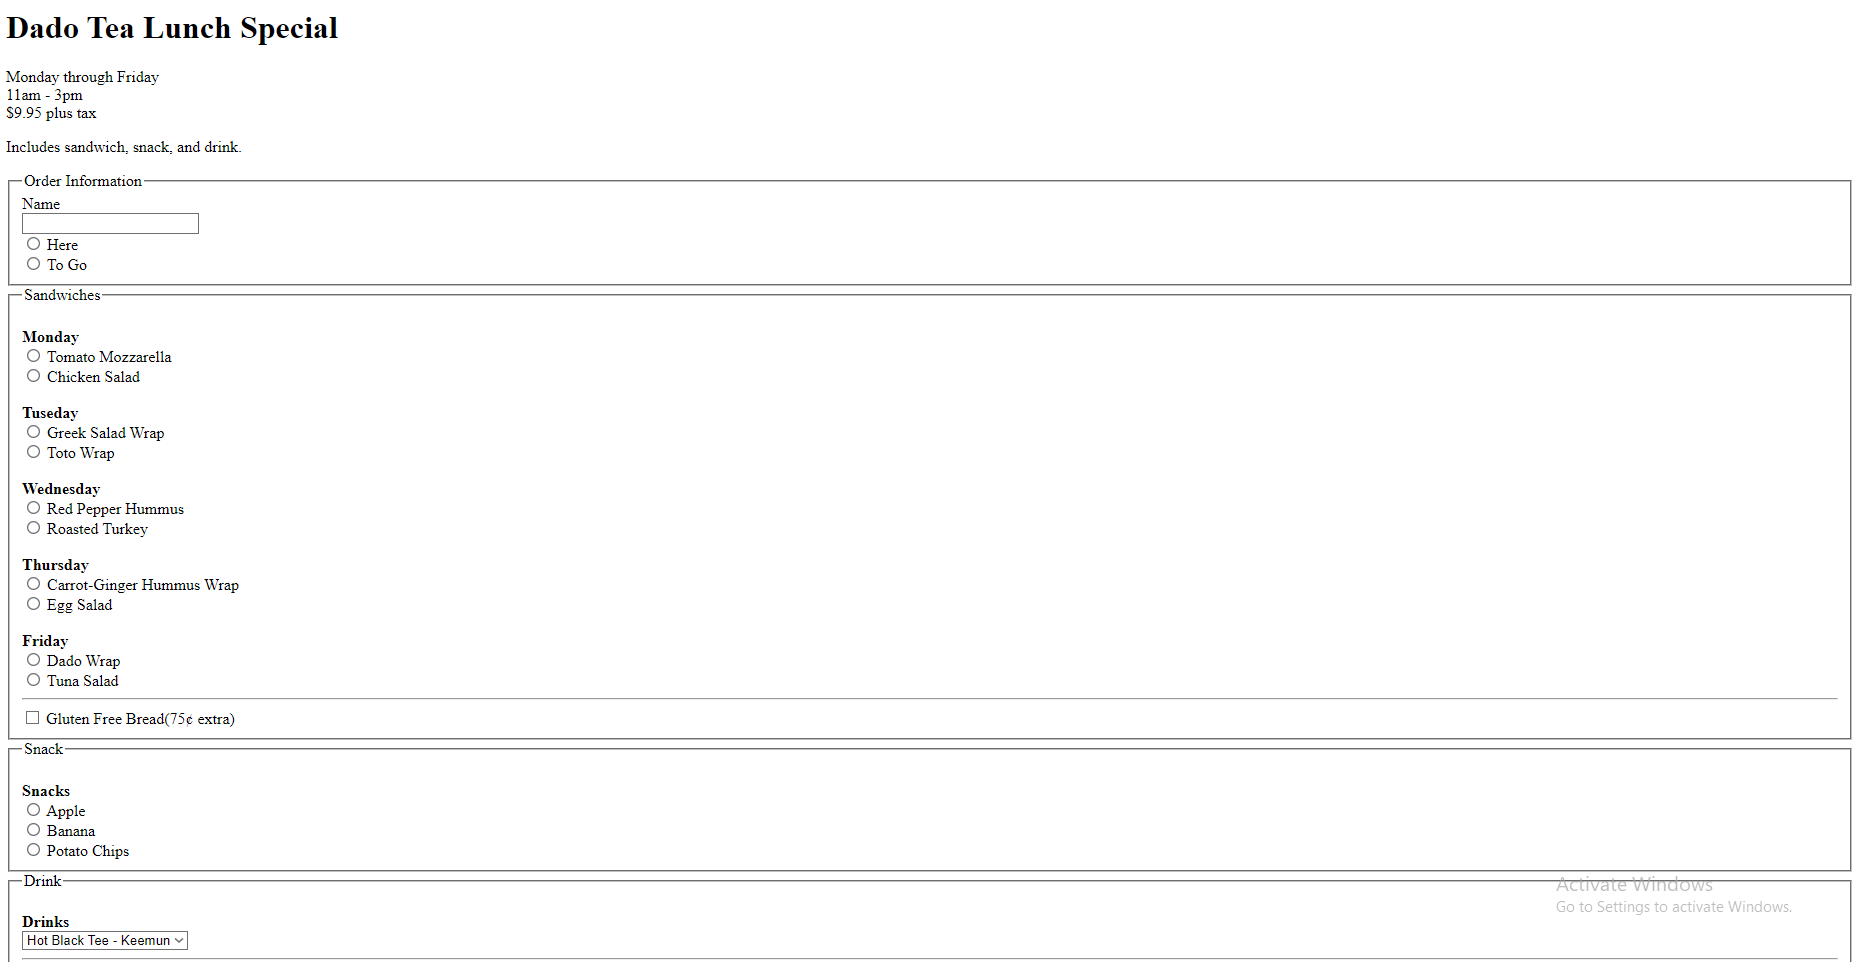 Dado Tea Lunch Special
Monday through Friday
11am - 3pm
$9.95 plus tax
Includes sandwich, snack, and drink.
Order Information
Name
Here
To Go
Sandwiches
Monday
Tomato Mozzarella
Chicken Salad
Tuseday
Greek Salad Wrap
Toto Wrap
Wednesday
Red Pepper Hummus
Roasted Turkey
Thursday
Carrot-Ginger Hummus Wrap
Egg Salad
Friday
Dado Wrap
Tuna Salad
Gluten Free Bread(75¢ extra)
Snack
Snacks
Apple
Banana
Potato Chips
Drink
Drinks
Hot Black Tee - Keemun
Activate Windows
Go to Settings to activate Windows.